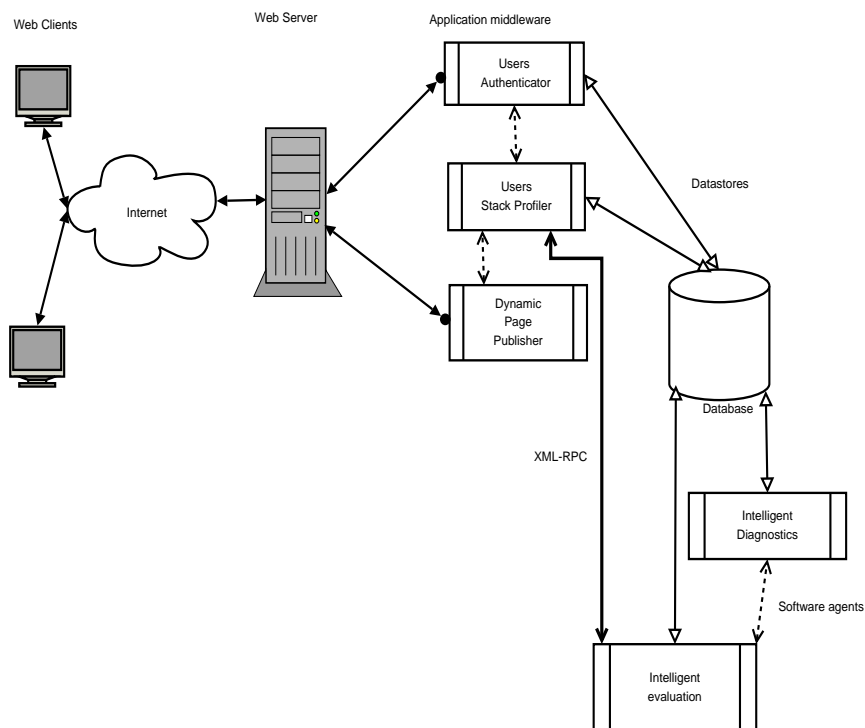 Web Clients
Web Server
Application middleware
Users
Authenticator
Users
Stack Profiler
Datastores
Internet
Dynamic
Page
Publisher
Database
XML-RPC
Intelligent
Diagnostics
Software agents
Intelligent
evaluation